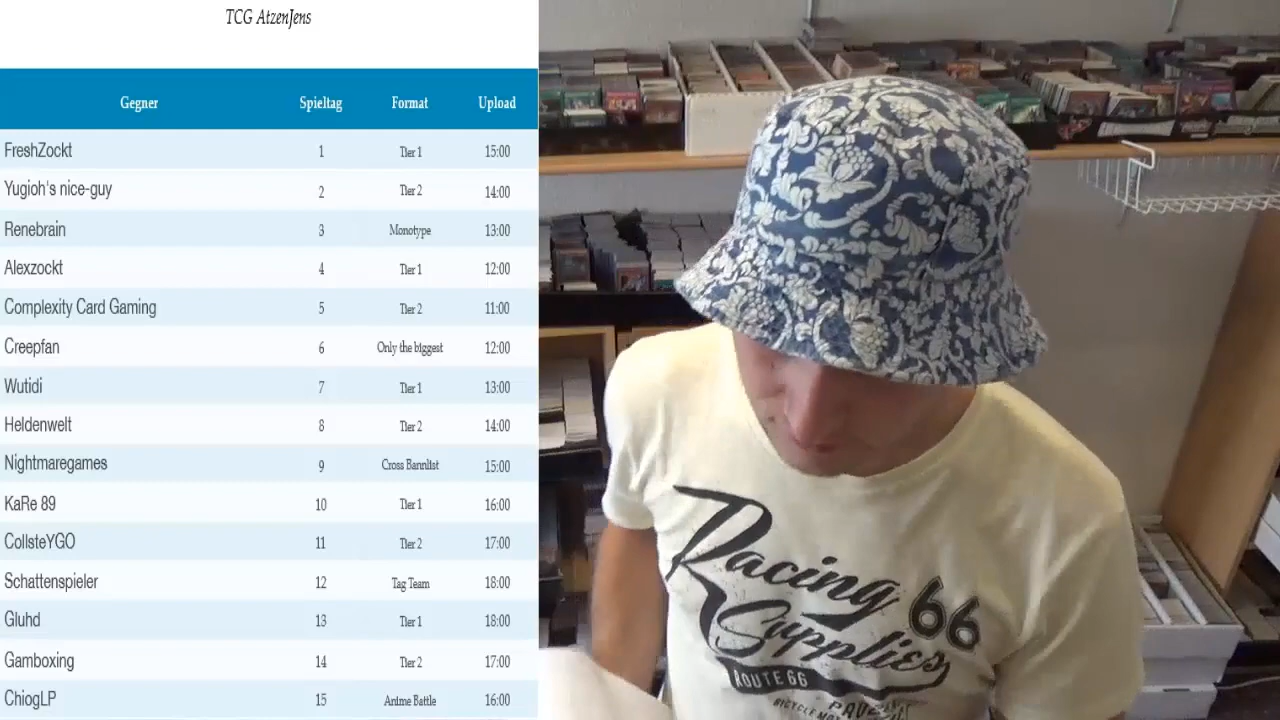 TCG AtzenJens
Gegner Spieltag Format Upload
FreshZockt 1 Tier 1 15:00
Yugioh's nice-guy 2 Tier 2 14:00
Renebrain 3 Monotype 13:00
Alexzockt 4 Tier 1 12:00
Complexity Card Gaming 5 Tier 2 11:00
Creepfan 6 Only the biggest 12:00
Wutidi 7 Tier 1 13:00
Heldenwelt 8 Tier 2 14:00
Nightmaregames 9 Cross Bannlist 15:00
KaRe 89 10 Tier 1 16:00
CollsteYGO 11 Tier 2 17:00
Schattenspieler 12 Tag Team 18:00
Gluhd 13 Tier 1 18:00
Gamboxing 14 Tier 2 17:00
ChiogLP 15 Anime Battle 16:00
Racing 66
Supplies
ROUTE 66